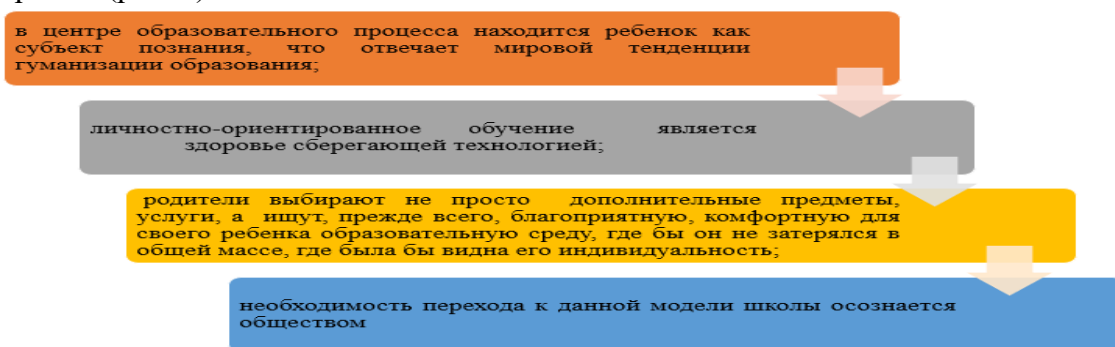 в центре образовательного процесса находится ребенок как
субъект познания, что отвечает мировой тенденции
гуманизации образования;
личностно-ориентированное обучение является
здоровье сберегающей технологией;
родители выбирают не просто дополнительные предметы,
услуги, а ищут, прежде всего, благоприятную, комфортную для
своего ребенка образовательную среду, где бы он не затерялся в
общей массе, где была бы видна его индивидуальность;
необходимость перехода к данной модели школы осознается
обществом